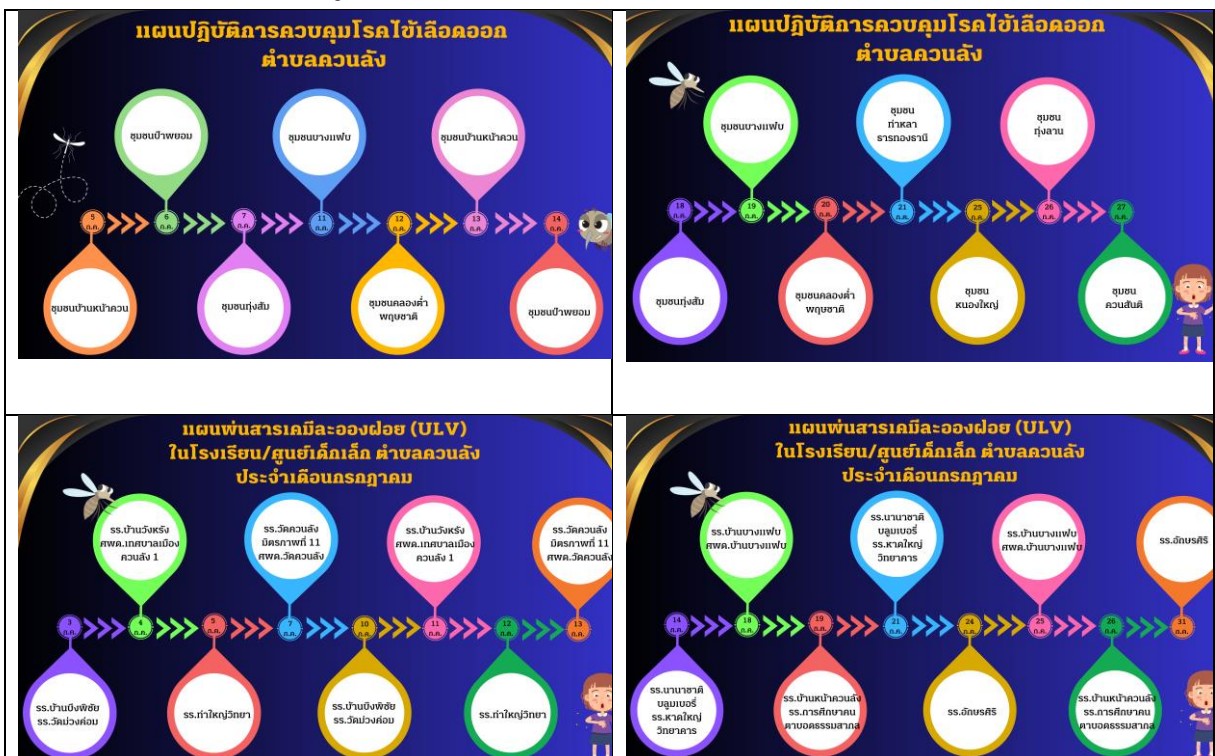 แผนปฏิบัติการควบคุมโรคไข้เลือดออก
ตำบลควนลัง
ชุมชนป้าพยอม
ชุมชนบางแฟบ
ชุมชนบ้านหน้าควน
5 ก.ค.
6 ก.ค.
7 ก.ค.
11 ก.ค.
12 ก.ค.
13 ก.ค.
14 ก.ค.
ชุมชนบ้านหน้าควน
ชุมชนทุ่งสัม
ชุมชนคลองต่ำ
พฤษชาติ
ชุมชนป้าพยอม
แผนปฏิบัติการควบคุมโรคไข้เลือดออก
ตำบลควนลัง
ชุมชนบางแฟบ
ชุมชน
ท่าหลา
ธารทองธานี
ชุมชน
ทุ่งลาน
18 ก.ค.
19 ก.ค.
20 ก.ค.
21 ก.ค.
25 ก.ค.
26 ก.ค.
27 ก.ค.
ชุมชนทุ่งสัม
ชุมชนคลองต่ำ
พฤษชาติ
ชุมชน
หนองใหญ่
ชุมชน
ควนสันติ
แผนพ่นสารเคมีละอองฝอย (ULV)
ในโรงเรียน/ศูนย์เด็กเล็ก ตำบลควนลัง
ประจำเดือนกรกฎาคม
รร.บ้านวังหรัง
ศพด.เทศบาลเมือง
ควนลัง 1
รร.วัดควนลัง
มิตรภาพที่ 11
ศพด.วัดควนลัง
รร.บ้านวังหรัง
ศพด.เทศบาลเมือง
ควนลัง 1
รร.วัดควนลัง
มิตรภาพที่ 11
ศพด.วัดควนลัง
3 ก.ค.
4 ก.ค.
5 ก.ค.
7 ก.ค.
10 ก.ค.
11 ก.ค.
12 ก.ค.
13 ก.ค.
รร.บ้านบึงพิชัย
รร.วัดม่วงค่อม
รร.ท่าใหญ่วิทยา
รร.บ้านบึงพิชัย
รร.วัดม่วงค่อม
รร.ท่าใหญ่วิทยา
แผนพ่นสารเคมีละอองฝอย (ULV)
ในโรงเรียน/ศูนย์เด็กเล็ก ตำบลควนลัง
ประจำเดือนกรกฎาคม
รร.บ้านบางแฟบ
ศพด.บ้านบางแฟบ
รร.นานาชาติ
บลูมเบอรี่
รร.หาดใหญ่
วิทยาคาร
รร.บ้านบางแฟบ
ศพด.บ้านบางแฟบ
รร.อักษรศิริ
14 ก.ค.
18 ก.ค.
19 ก.ค.
21 ก.ค.
24 ก.ค.
25 ก.ค.
26 ก.ค.
31 ก.ค.
รร.นานาชาติ
บลูมเบอรี่
รร.หาดใหญ่
วิทยาคาร
รร.บ้านหน้าควนลัง
รร.การศึกษาคน
ตาบอดธรรมสากล
รร.อักษรศิริ
รร.บ้านหน้าควนลัง
รร.การศึกษาคน
ตาบอดธรรมสากล